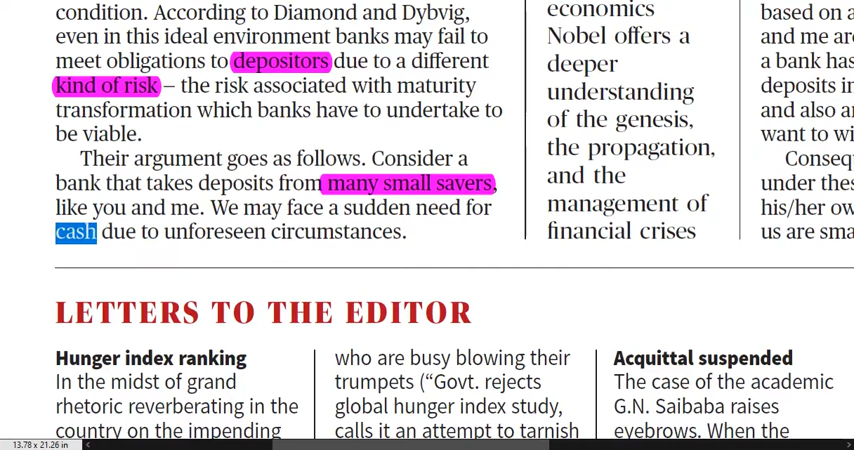 condition. According to Diamond and Dybvig,
even in this ideal environment banks may fail to
meet obligations to depositors due to a different
kind of risk – the risk associated with maturity
transformation which banks have to undertake to
be viable.
Their argument goes as follows. Consider a
bank that takes deposits from many small savers,
like you and me. We may face a sudden need for
cash due to unforeseen circumstances.
economics
Nobel offers a
deeper
understanding
of the genesis,
the propagation,
and the
management of
financial crises
based on a
and me ar
a bank has
deposits in
and also a
want to wi
Conseq
under thes
his/her ow
us are sma
LETTERS TO THE EDITOR
Hunger index ranking
In the midst of grand
rhetoric reverberating in the
country on the impending
who are busy blowing their
trumpets (“Govt. rejects
global hunger index study,
calls it an attempt to tarnish
Acquittal suspended
The case of the academic
G.N. Saibaba raises
eyebrows. When the
13.78 x 21.26 in